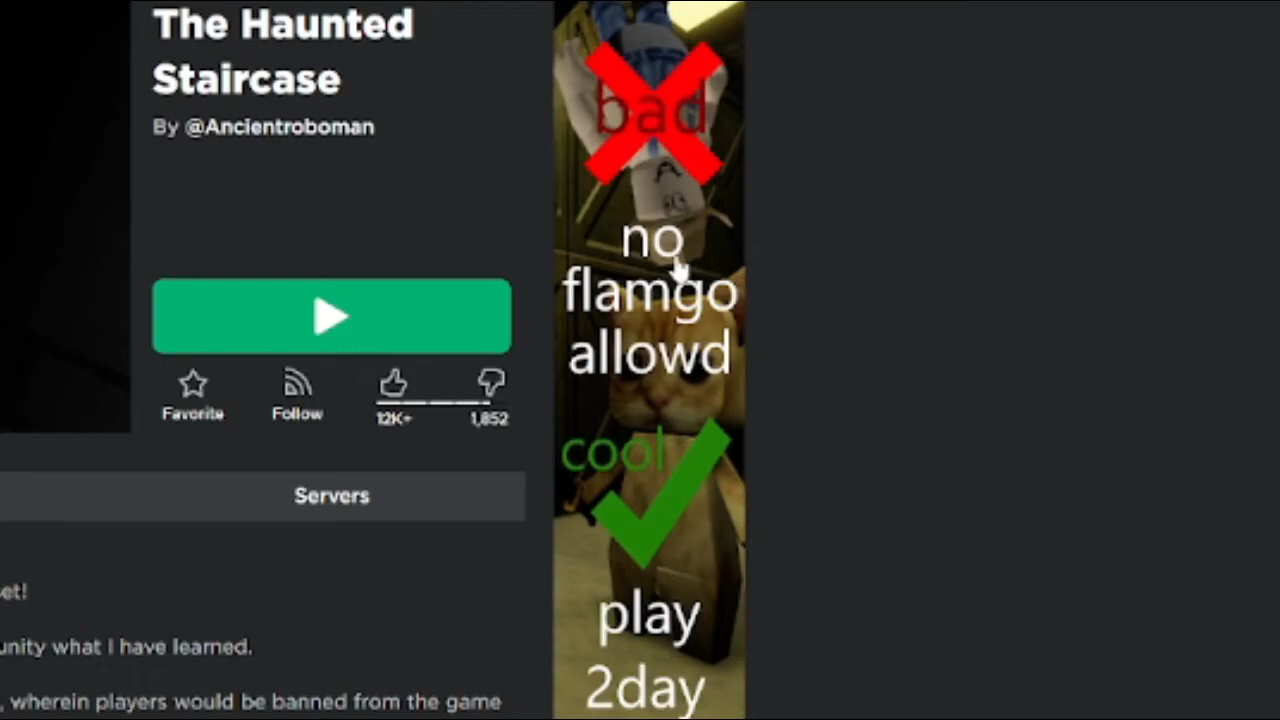 The Haunted
Staircase
By @Ancientroboman
Favorite
Follow
12K+
1,852
Servers
et!
unity what I have learned.
, wherein players would be banned from the game
bad
no
flamgo
allowd
cool
play
2day